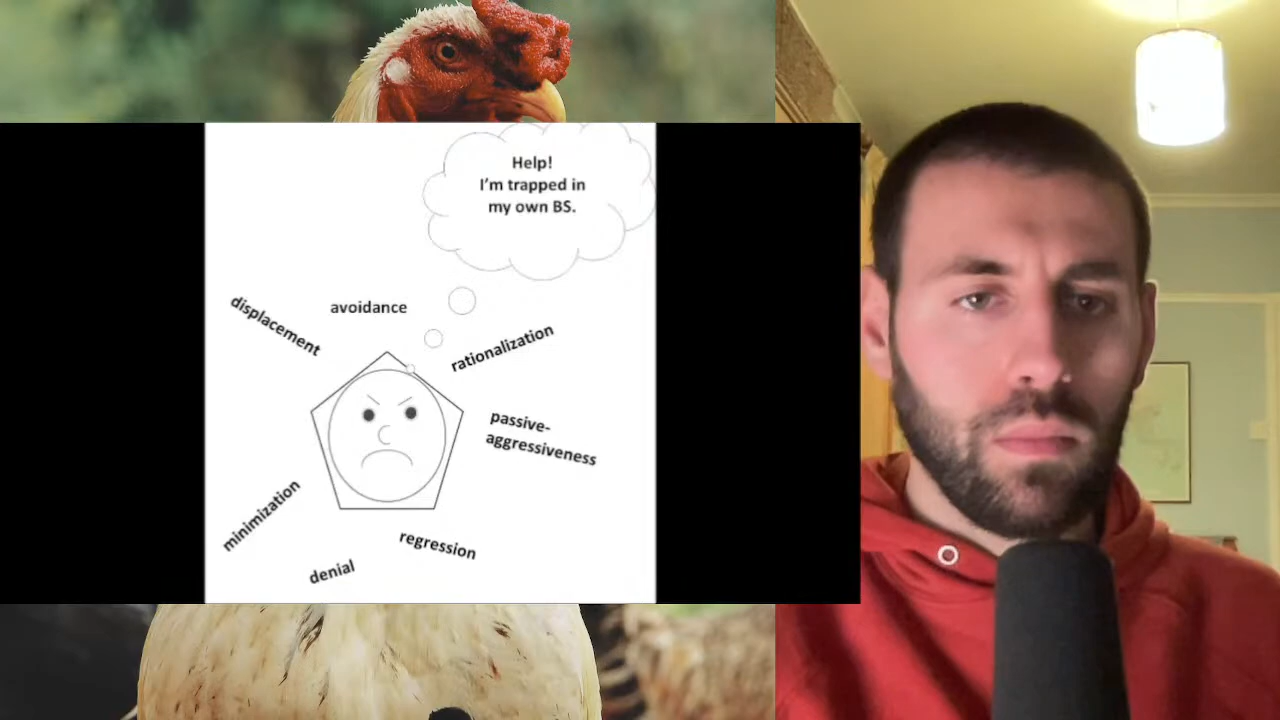 Help!
I'm trapped in
my own BS.
displacement
avoidance
rationalization
passive-
aggressiveness
minimization
regression
denial